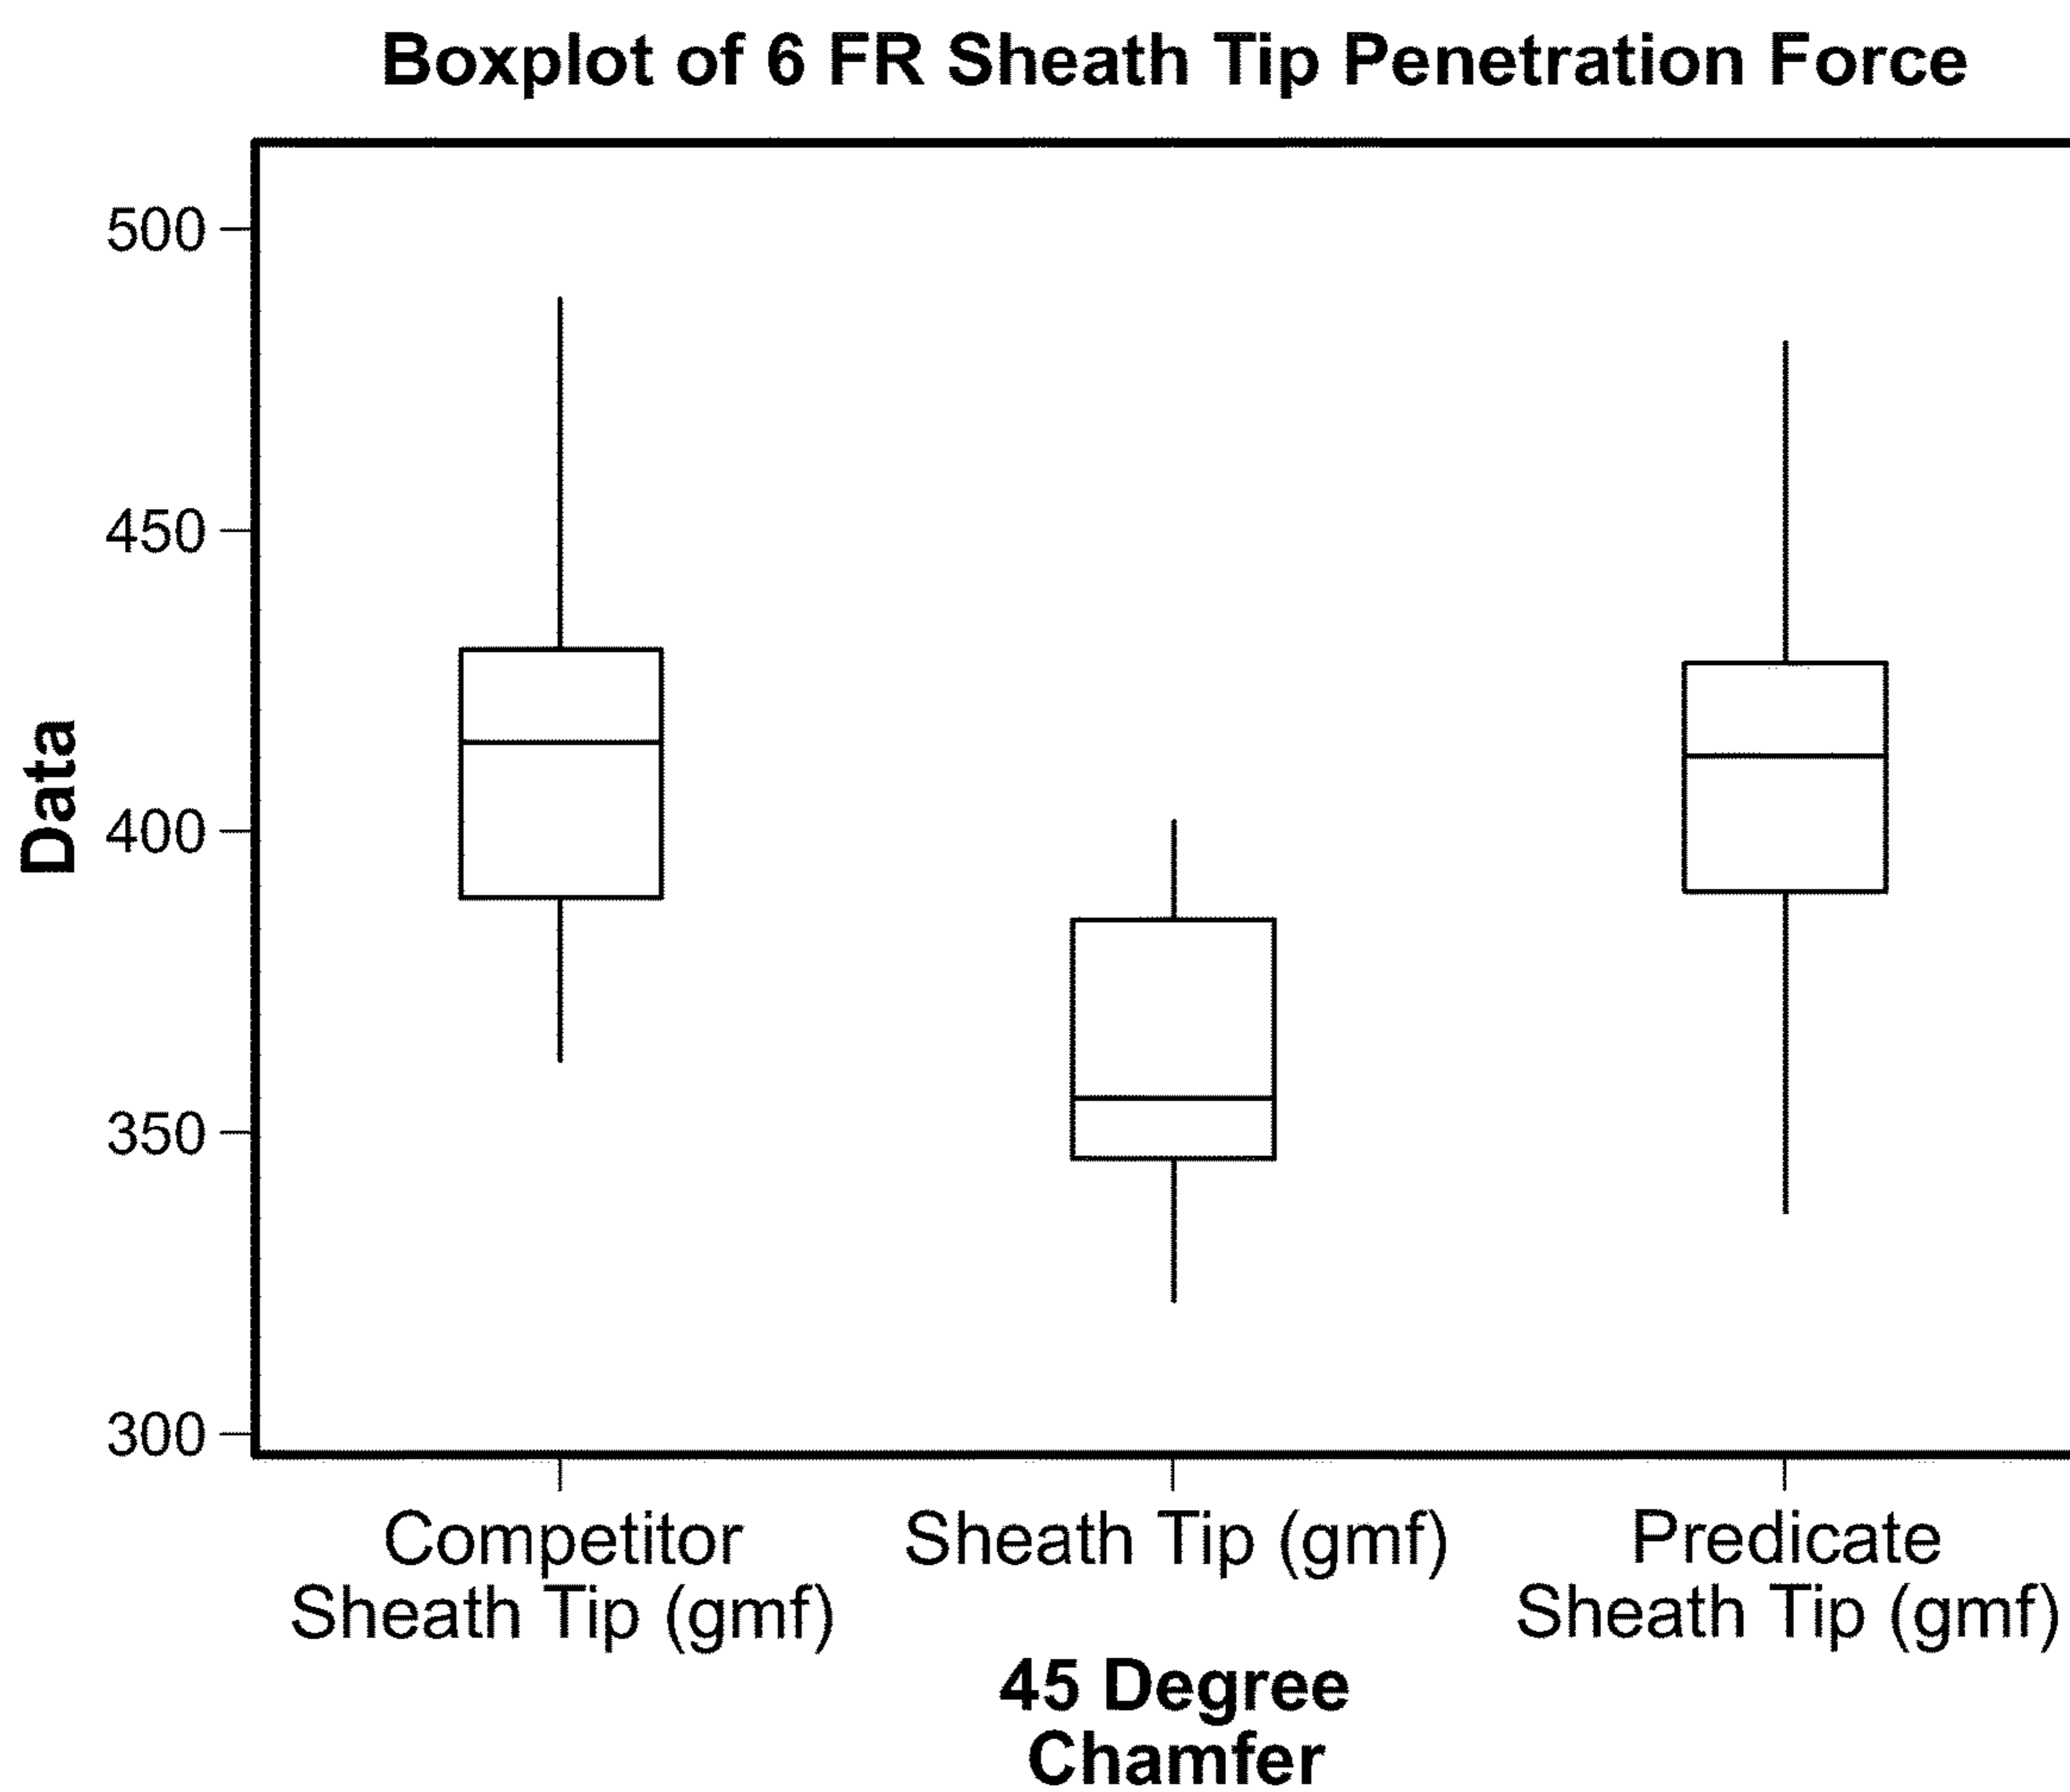 Boxplot of 6 FR Sheath Tip Penetration Force
500
450
400
350
300
Data
Competitor
Sheath Tip (gmf)
Sheath Tip (gmf)
Predicate
Sheath Tip (gmf)
45 Degree
Chamfer